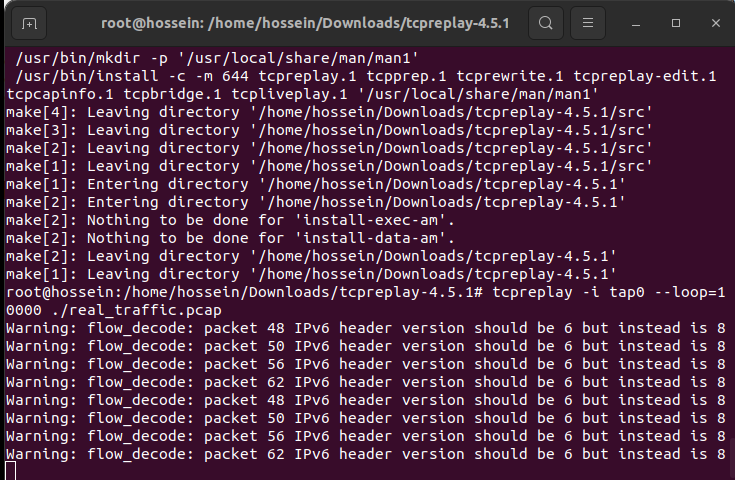 root@hossein: /home/hossein/Downloads/tcpreplay-4.5.1
 /usr/bin/mkdir -p '/usr/local/share/man/man1'
 /usr/bin/install -c -m 644 tcpreplay.1 tcpprep.1 tcprewrite.1 tcpreplay-edit.1
tcpcapinfo.1 tcpbridge.1 tcpliveplay.1 '/usr/local/share/man/man1'
make[4]: Leaving directory '/home/hossein/Downloads/tcpreplay-4.5.1/src'
make[3]: Leaving directory '/home/hossein/Downloads/tcpreplay-4.5.1/src'
make[2]: Leaving directory '/home/hossein/Downloads/tcpreplay-4.5.1/src'
make[1]: Leaving directory '/home/hossein/Downloads/tcpreplay-4.5.1/src'
make[1]: Entering directory '/home/hossein/Downloads/tcpreplay-4.5.1'
make[2]: Entering directory '/home/hossein/Downloads/tcpreplay-4.5.1'
make[2]: Nothing to be done for 'install-exec-am'.
make[2]: Nothing to be done for 'install-data-am'.
make[2]: Leaving directory '/home/hossein/Downloads/tcpreplay-4.5.1'
make[1]: Leaving directory '/home/hossein/Downloads/tcpreplay-4.5.1'
root@hossein:/home/hossein/Downloads/tcpreplay-4.5.1# tcpreplay -i tap0 --loop=1
0000 ./real_traffic.pcap
Warning: flow_decode: packet 48 IPv6 header version should be 6 but instead is 8
Warning: flow_decode: packet 50 IPv6 header version should be 6 but instead is 8
Warning: flow_decode: packet 56 IPv6 header version should be 6 but instead is 8
Warning: flow_decode: packet 62 IPv6 header version should be 6 but instead is 8
Warning: flow_decode: packet 48 IPv6 header version should be 6 but instead is 8
Warning: flow_decode: packet 50 IPv6 header version should be 6 but instead is 8
Warning: flow_decode: packet 56 IPv6 header version should be 6 but instead is 8
Warning: flow_decode: packet 62 IPv6 header version should be 6 but instead is 8